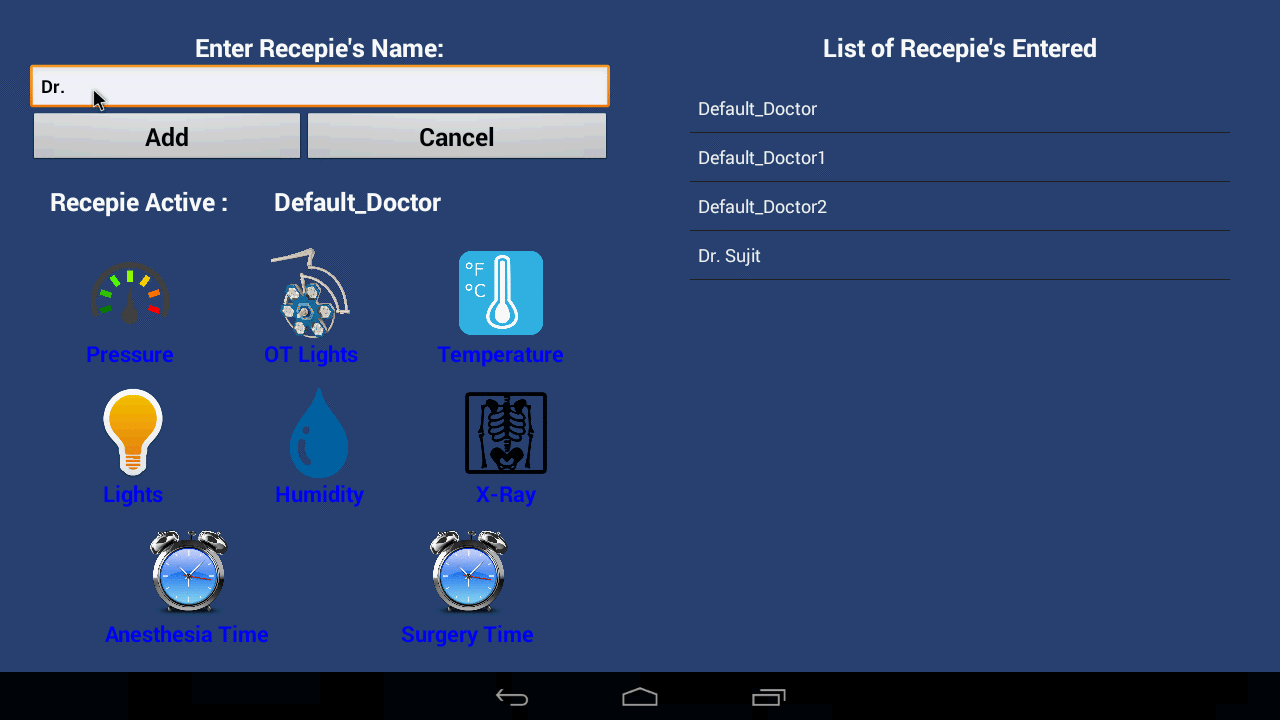 Enter Recepie's Name:
Dr.
Add
Cancel
Recepie Active :
Default_Doctor
°F
°C
Pressure
OT Lights
Temperature
Lights
Humidity
X-Ray
Anesthesia Time
Surgery Time
List of Recepie's Entered
Default_Doctor
Default_Doctor1
Default_Doctor2
Dr. Sujit